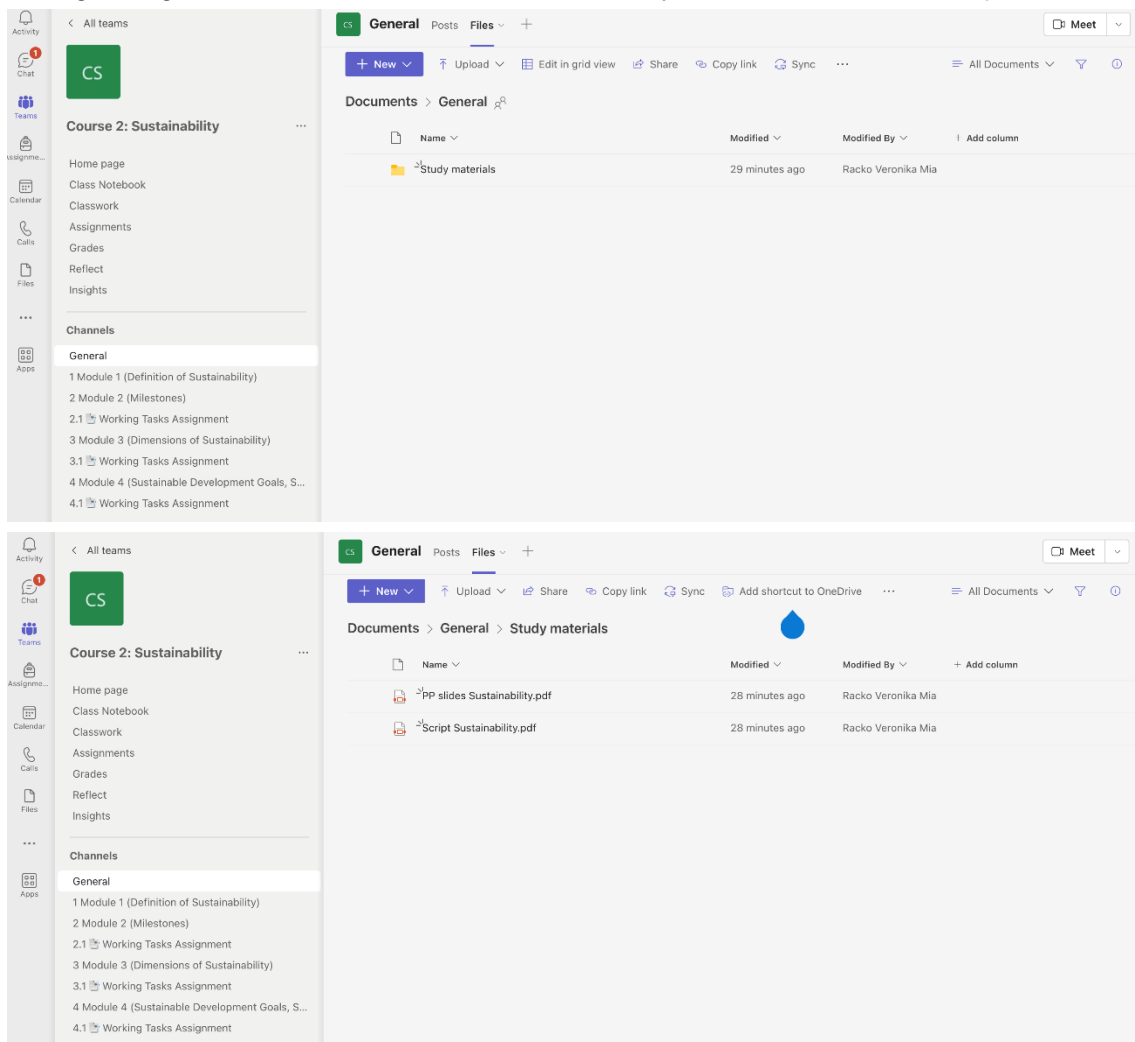 Activity
Chat
1
Teams
Assignme...
Calendar
Calls
Files
...
Apps
< All teams
CS
Course 2: Sustainability ...
Home page
Class Notebook
Classwork
Assignments
Grades
Reflect
Insights
Channels
General
1 Module 1 (Definition of Sustainability)
2 Module 2 (Milestones)
2.1 Working Tasks Assignment
3 Module 3 (Dimensions of Sustainability)
3.1 Working Tasks Assignment
4 Module 4 (Sustainable Development Goals, S...
4.1 Working Tasks Assignment
CS General Posts Files + Meet
+ New Upload Edit in grid view Share Copy link Sync ... All Documents
Documents > General
Name Modified Modified By + Add column
Study materials 29 minutes ago Racko Veronika Mia
Activity
Chat
1
Teams
Assignme...
Calendar
Calls
Files
...
Apps
< All teams
CS
Course 2: Sustainability ...
Home page
Class Notebook
Classwork
Assignments
Grades
Reflect
Insights
Channels
General
1 Module 1 (Definition of Sustainability)
2 Module 2 (Milestones)
2.1 Working Tasks Assignment
3 Module 3 (Dimensions of Sustainability)
3.1 Working Tasks Assignment
4 Module 4 (Sustainable Development Goals, S...
4.1 Working Tasks Assignment
CS General Posts Files + Meet
+ New Upload Share Copy link Sync Add shortcut to OneDrive ... All Documents
Documents > General > Study materials
Name Modified Modified By + Add column
PP slides Sustainability.pdf 28 minutes ago Racko Veronika Mia
Script Sustainability.pdf 28 minutes ago Racko Veronika Mia